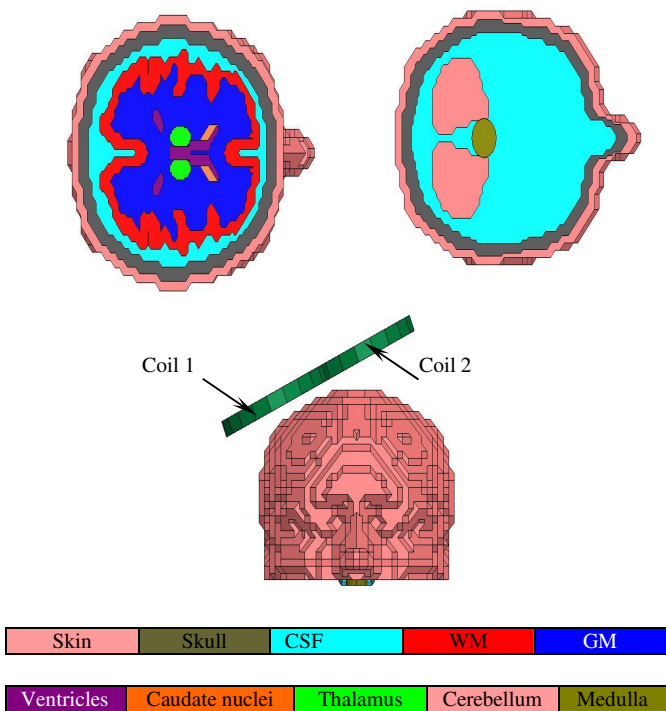 Coil 1
Coil 2
Skin Skull CSF WM GM
Ventricles Caudate nuclei Thalamus Cerebellum Medulla